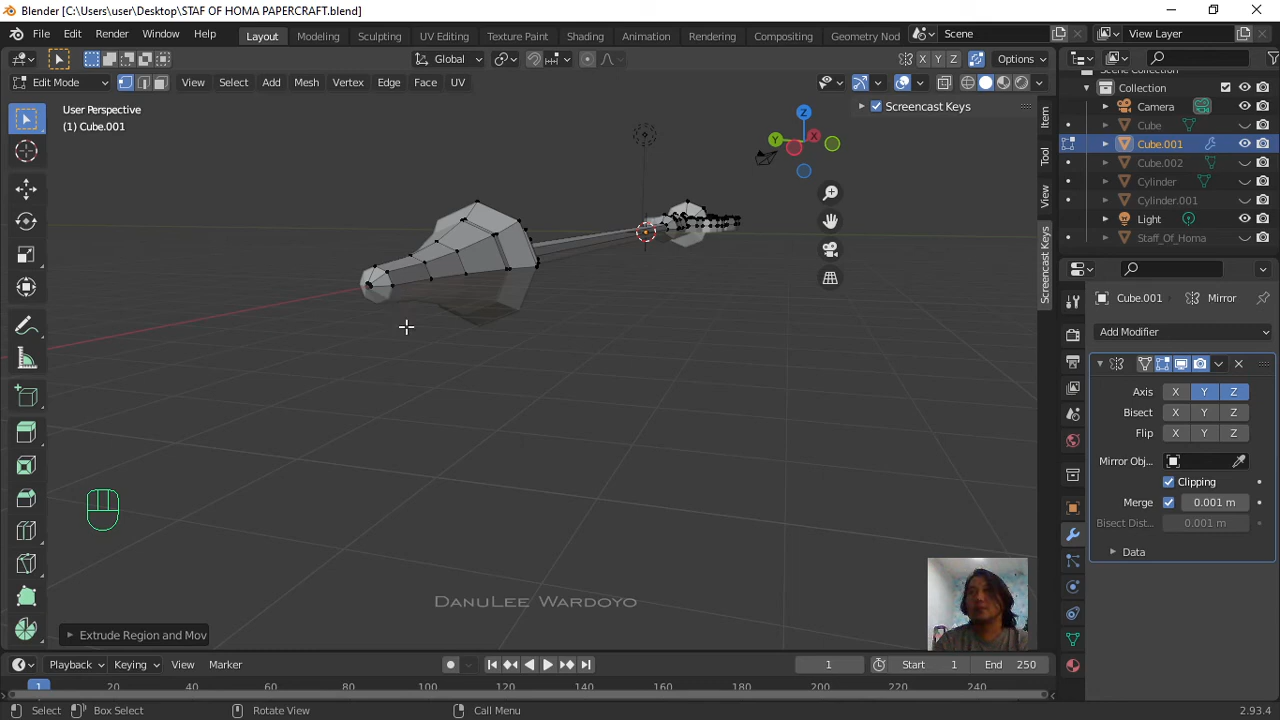 Blender [C:\Users\user\Desktop\STAF OF HOMA PAPERCRAFT.blend]
File Edit Render Window Help Layout Modeling Sculpting UV Editing Texture Paint Shading Animation Rendering Compositing Geometry Nod Scene View Layer
Global X Y Z Options
Edit Mode View Select Add Mesh Vertex Edge Face UV
User Perspective
(1) Cube.001
Screencast Keys
Z
Y
X
Item
Tool
View
Screencast Keys
Scene Collection
Collection
Camera
Cube
Cube.001
Cube.002
Cylinder
Cylinder.001
Light
Staff_Of_Homa
Cube.001 Mirror
Add Modifier
Axis X Y Z
Bisect X Y Z
Flip X Y Z
Mirror Obj...
Clipping
Merge 0.001 m
Bisect Dist... 0.001 m
Data
DanuLee Wardoyo
Extrude Region and Mov
Playback Keying View Marker 1 Start 1 End 250
1 20 40 60 80 100 120 140 160 180 200 220 240
Select Box Select Rotate View Call Menu 2.93.4